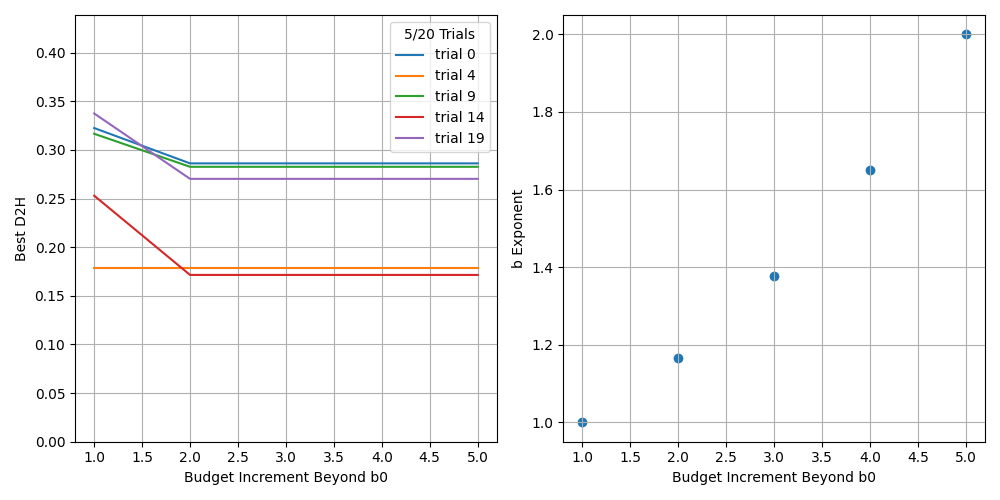 5/20 Trials
trial 0
trial 4
trial 9
trial 14
trial 19
Best D2H
0.40
0.35
0.30
0.25
0.20
0.15
0.10
0.05
0.00
1.0 1.5 2.0 2.5 3.0 3.5 4.0 4.5 5.0
Budget Increment Beyond b0
b Exponent
2.0
1.8
1.6
1.4
1.2
1.0
1.0 1.5 2.0 2.5 3.0 3.5 4.0 4.5 5.0
Budget Increment Beyond b0